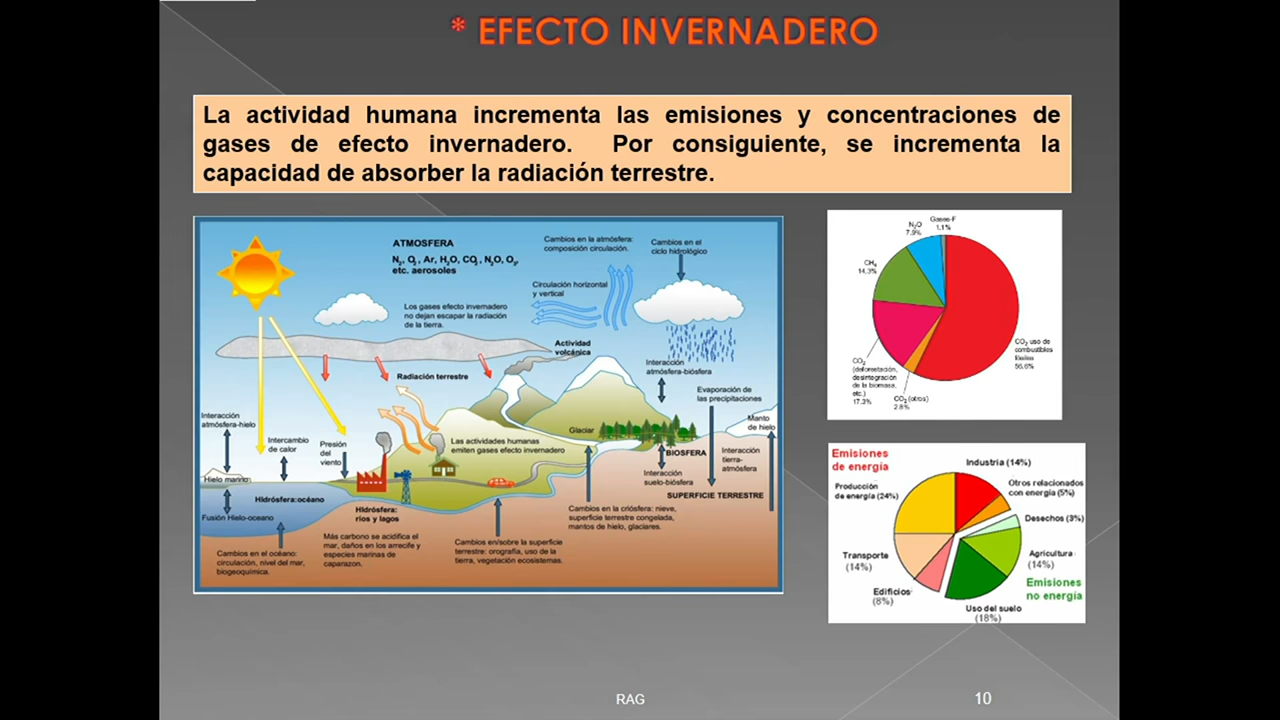 * EFECTO INVERNADERO
La actividad humana incrementa las emisiones y concentraciones de
gases de efecto invernadero. Por consiguiente, se incrementa la
capacidad de absorber la radiación terrestre.
ATMOSFERA
N2, O2, Ar, H2O, CO2, N2O, O3,
etc. aerosoles
Cambios en la atmósfera:
composición circulación.
Cambios en el
ciclo hidrológico
Circulación horizontal
y vertical
Los gases efecto invernadero
no dejan escapar la radiación
de la tierra.
Actividad
volcánica
Radiación terrestre
Interacción
atmósfera-biósfera
Evaporación de
las precipitaciones
Interacción
atmósfera-hielo
Intercambio
de calor
Presión
del
viento
Las actividades humanas
emiten gases efecto invernadero
Glaciar
Manto
de hielo
BIOSFERA
Interacción
tierra-
atmósfera
Interacción
suelo-biósfera
SUPERFICIE TERRESTRE
Hielo marino
Hidrósfera:océano
Fusión Hielo-oceano
Hidrósfera:
ríos y lagos
Cambios en la criósfera: nieve,
superficie terrestre congelada,
mantos de hielo, glaciares.
Más carbono se acidifica el
mar, daños en los arrecife y
especies marinas de
caparazon.
Cambios en/sobre la superficie
terrestre: orografía, uso de la
tierra, vegetación ecosistemas.
Cambios en el océano:
circulación, nivel del mar,
biogeoquímica.
N2O
7.9%
Gases-F
1.1%
CH4
14.3%
CO2 uso de
combustibles
fósiles
56.6%
CO2
(deforestación,
desintegración
de la biomasa,
etc.)
17.3%
CO2 (otros)
2.8%
Emisiones
de energía
Industria (14%)
Producción
de energía (24%)
Otros relacionados
con energía (5%)
Desechos (3%)
Transporte
(14%)
Agricultura
(14%)
Emisiones
no energía
Edificios
(8%)
Uso del suelo
(18%)
RAG
10